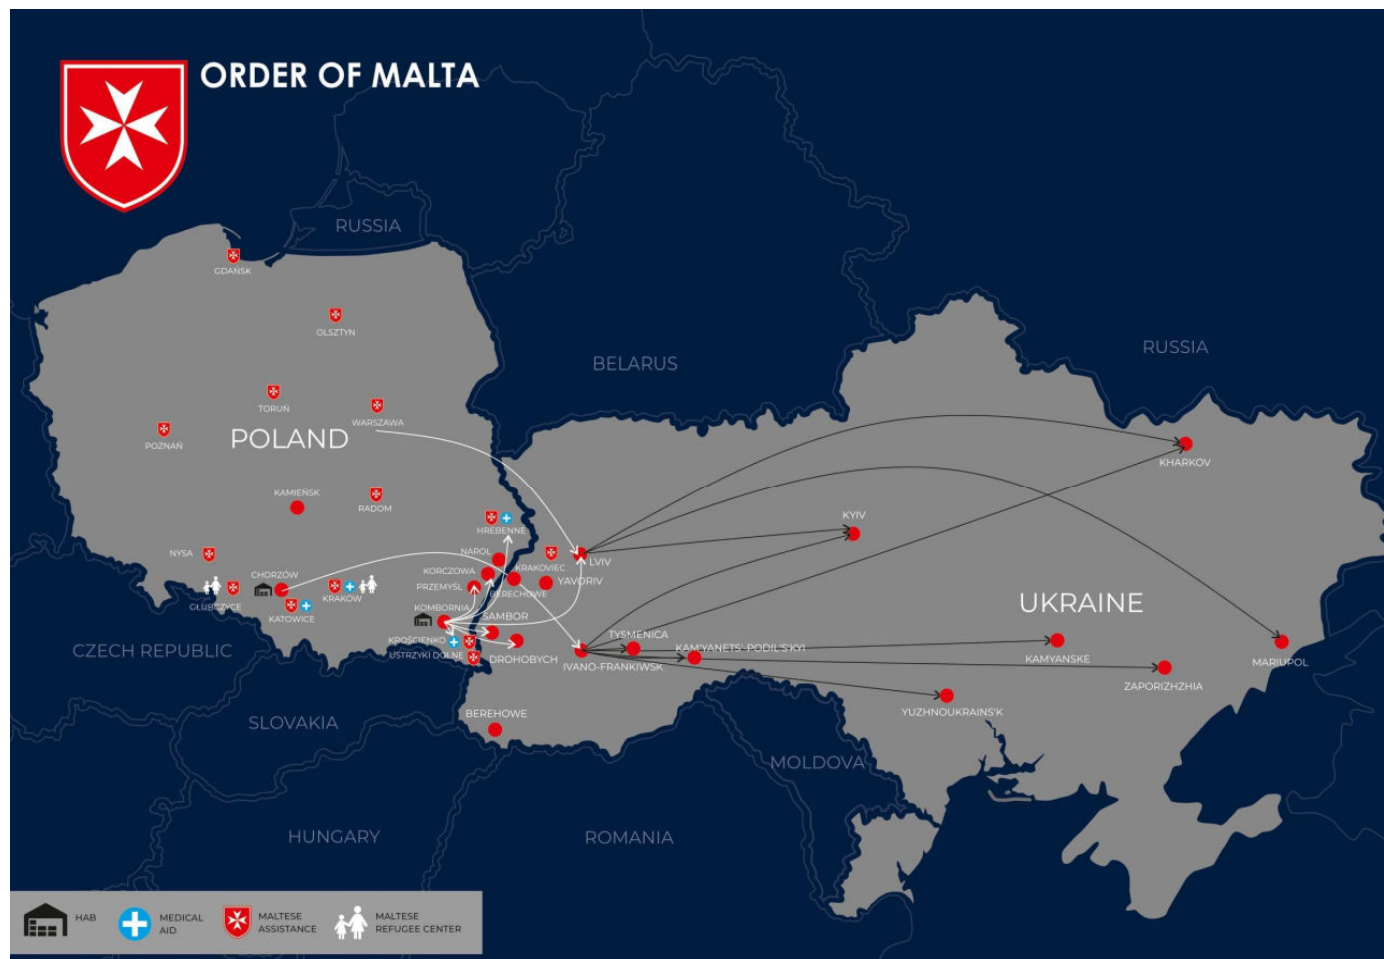 ORDER OF MALTA
RUSSIA
GDAŃSK
OLSZTYN
BELARUS
RUSSIA
TORUŃ
WARSZAWA
POZNAŃ
POLAND
KHARKOV
KAMIEŃSK
RADOM
KYIV
HREBENNE
NYSA
NAROL
LVIV
KRAKOVIEC
CHORZÓW
KORCZOWA
YAVORIV
PRZEMYŚL
BERECHOWE
KRAKÓW
GŁUBCZYCE
KATOWICE
KOMBORNIA
SAMBOR
UKRAINE
KROŚCIENKO
TYSMENICA
USTRZYKI DOLNE
DROHOBYCH
KAM'YANETS'-PODIL'S'KYI
IVANO-FRANKIWSK
KAMYANSKE
MARIUPOL
CZECH REPUBLIC
ZAPORIZHZHIA
YUZHNOUKRAINS'K
BEREHOWE
SLOVAKIA
MOLDOVA
HUNGARY
ROMANIA
HAB
MEDICAL
AID
MALTESE
ASSISTANCE
MALTESE
REFUGEE CENTER